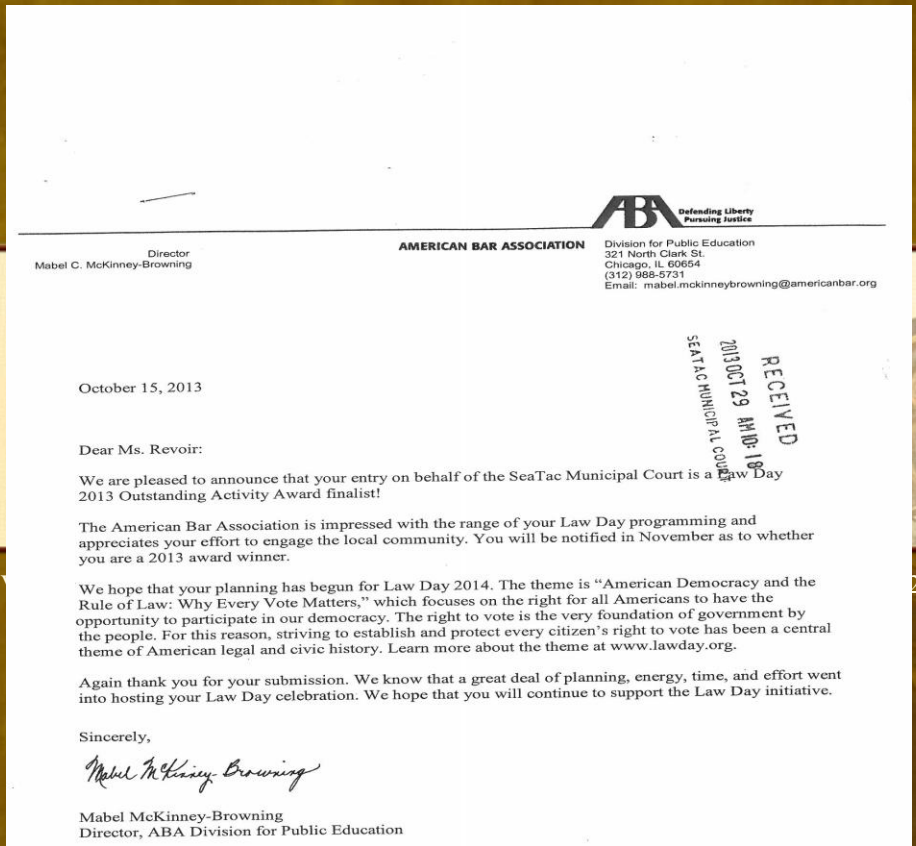 ABA
Defending Liberty
Pursuing Justice
AMERICAN BAR ASSOCIATION
Director
Mabel C. McKinney-Browning
Division for Public Education
321 North Clark St.
Chicago, IL 60654
(312) 988-5731
Email: mabel.mckinneybrowning@americanbar.org
RECEIVED
2013 OCT 29 AM 10: 18
SEATAC MUNICIPAL COURT
October 15, 2013
Dear Ms. Revoir:
We are pleased to announce that your entry on behalf of the SeaTac Municipal Court is a Law Day
2013 Outstanding Activity Award finalist!
The American Bar Association is impressed with the range of your Law Day programming and
appreciates your effort to engage the local community. You will be notified in November as to whether
you are a 2013 award winner.
We hope that your planning has begun for Law Day 2014. The theme is “American Democracy and the
Rule of Law: Why Every Vote Matters,” which focuses on the right for all Americans to have the
opportunity to participate in our democracy. The right to vote is the very foundation of government by
the people. For this reason, striving to establish and protect every citizen’s right to vote has been a central
theme of American legal and civic history. Learn more about the theme at www.lawday.org.
Again thank you for your submission. We know that a great deal of planning, energy, time, and effort went
into hosting your Law Day celebration. We hope that you will continue to support the Law Day initiative.
Sincerely,
Mabel McKinney-Browning
Mabel McKinney-Browning
Director, ABA Division for Public Education